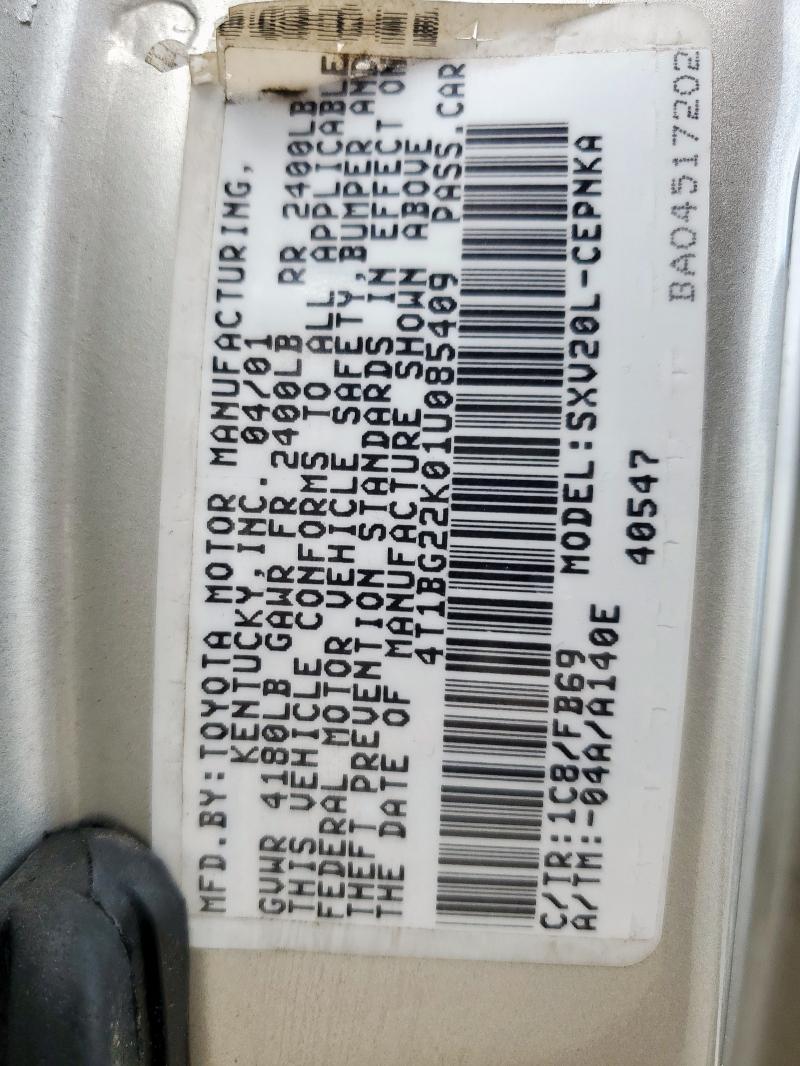 MFD.BY:TOYOTA MOTOR MANUFACTURING,
KENTUCKY,INC. 04/01
GVWR 4180LB GAWR FR 2400LB RR 2400LB
THIS VEHICLE CONFORMS TO ALL APPLICABLE
FEDERAL MOTOR VEHICLE SAFETY,BUMPER AND
THEFT PREVENTION STANDARDS IN EFFECT ON
THE DATE OF MANUFACTURE SHOWN ABOVE
4T1BG22K01U085409 PASS.CAR
C/TR:1C8/FB69 MODEL:SXV20L-CEPNKA
A/TM:-04A/A140E 40547
BA04517202